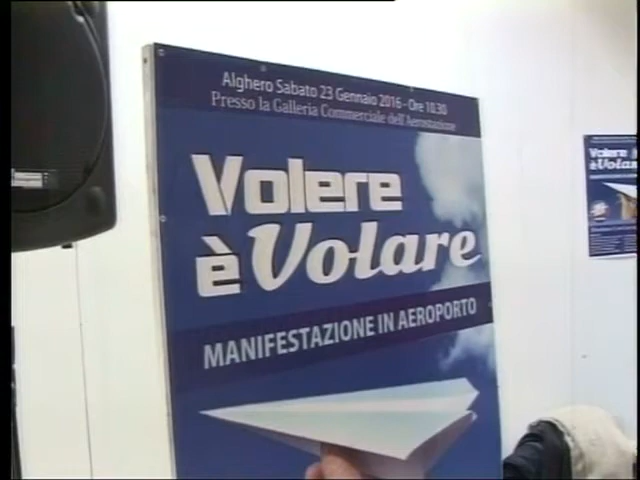 Alghero Sabato 23 Gennaio 2016 - Ore 10.30
Presso la Galleria Commerciale dell'Aerostazione
Volere
è Volare
MANIFESTAZIONE IN AEROPORTO
Volere
è Volare